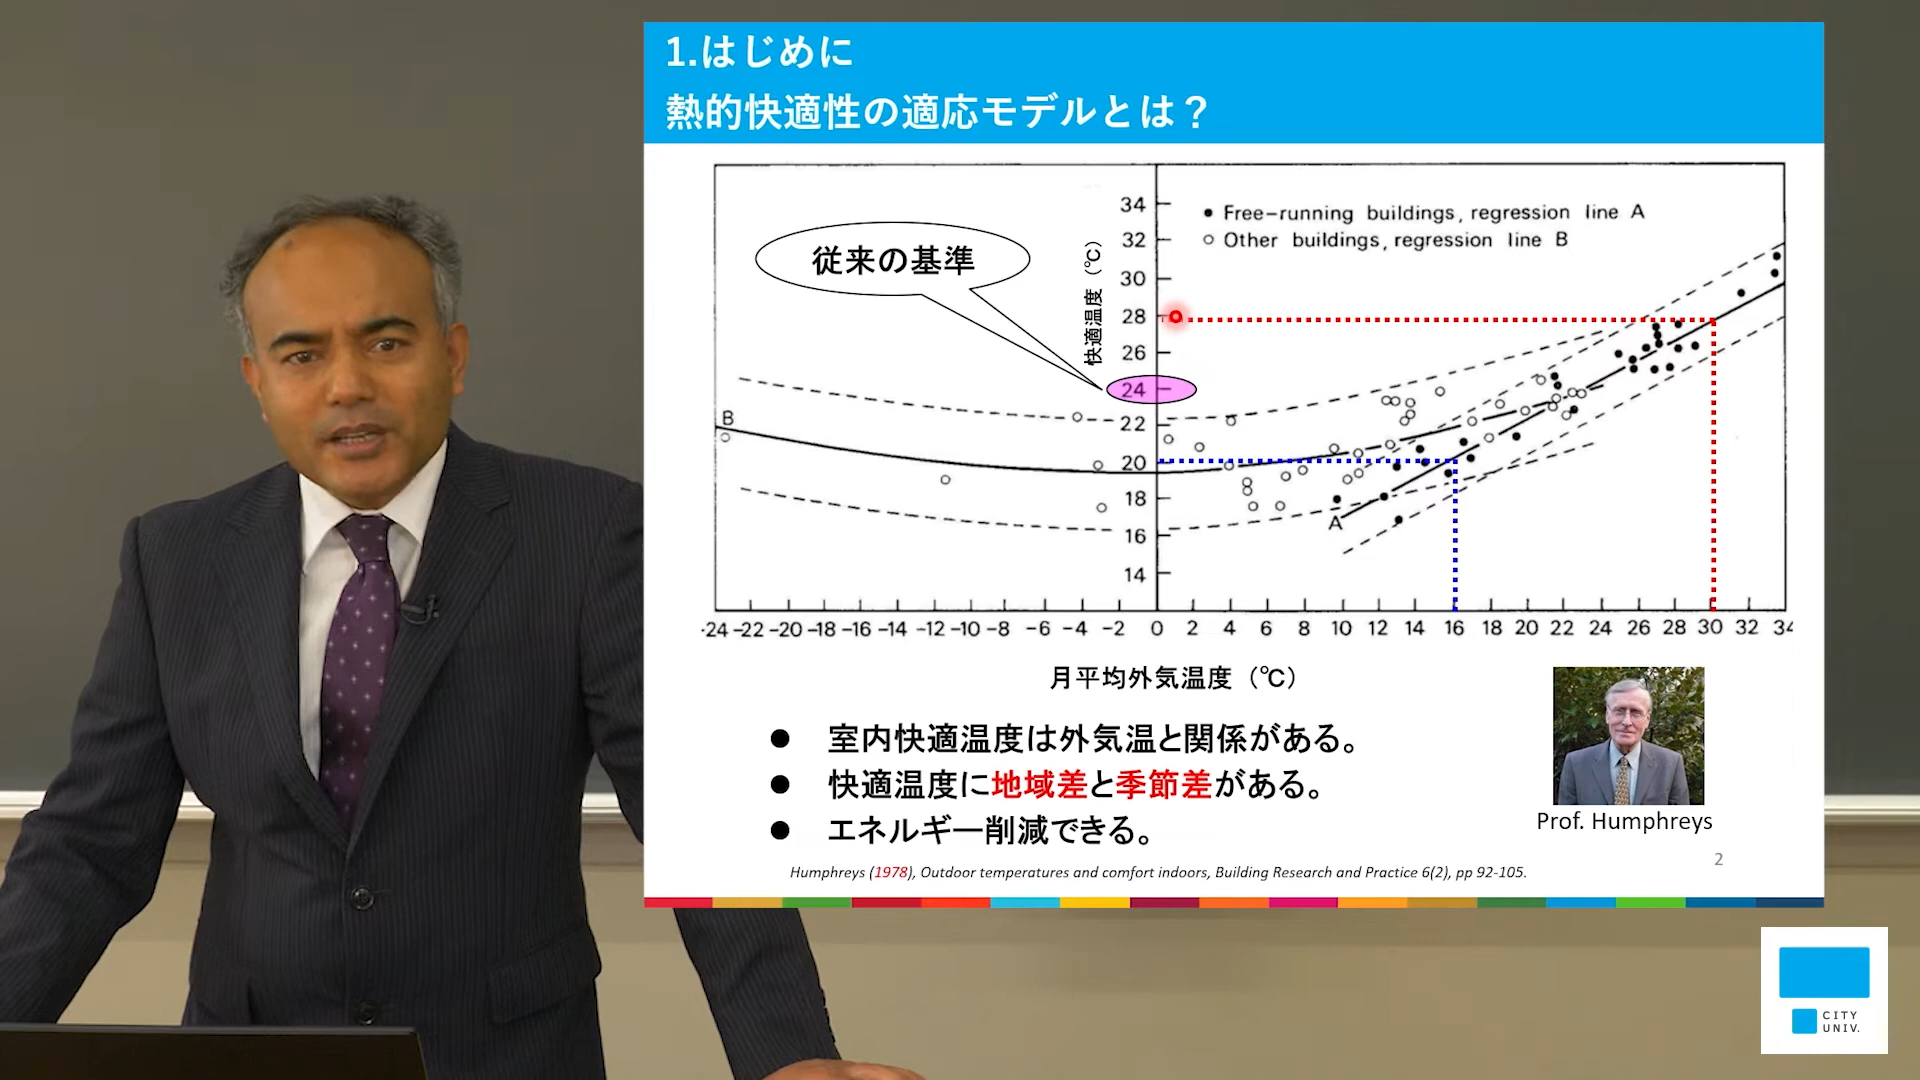 1.はじめに
熱的快適性の適応モデルとは？
従来の基準
快適温度（℃）
34
32
30
28
26
24
22
20
18
16
14
● Free-running buildings, regression line A
○ Other buildings, regression line B
B
A
-24 -22 -20 -18 -16 -14 -12 -10 -8 -6 -4 -2 0 2 4 6 8 10 12 14 16 18 20 22 24 26 28 30 32 34
月平均外気温度（℃）
● 室内快適温度は外気温と関係がある。
● 快適温度に地域差と季節差がある。
● エネルギー削減できる。
Prof. Humphreys
Humphreys (1978), Outdoor temperatures and comfort indoors, Building Research and Practice 6(2), pp 92-105.
2
CITY
UNIV.